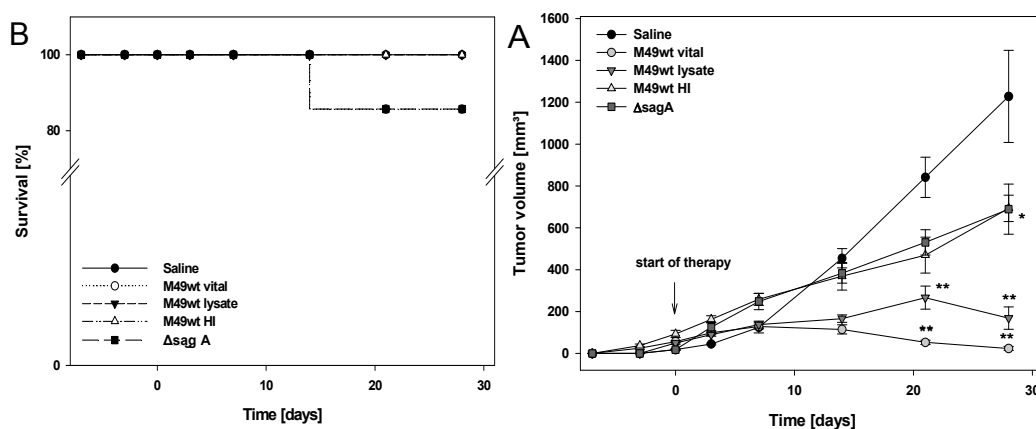 B
Survival [%]
100
80
0
Saline
M49wt vital
M49wt lysate
M49wt HI
Δsag A
0 10 20 30
Time [days]
A
Tumor volume [mm³]
1600
1400
1200
1000
800
600
400
200
0
Saline
M49wt vital
M49wt lysate
M49wt HI
ΔsagA
start of therapy
*
**
**
**
**
0 10 20 30
Time [days]